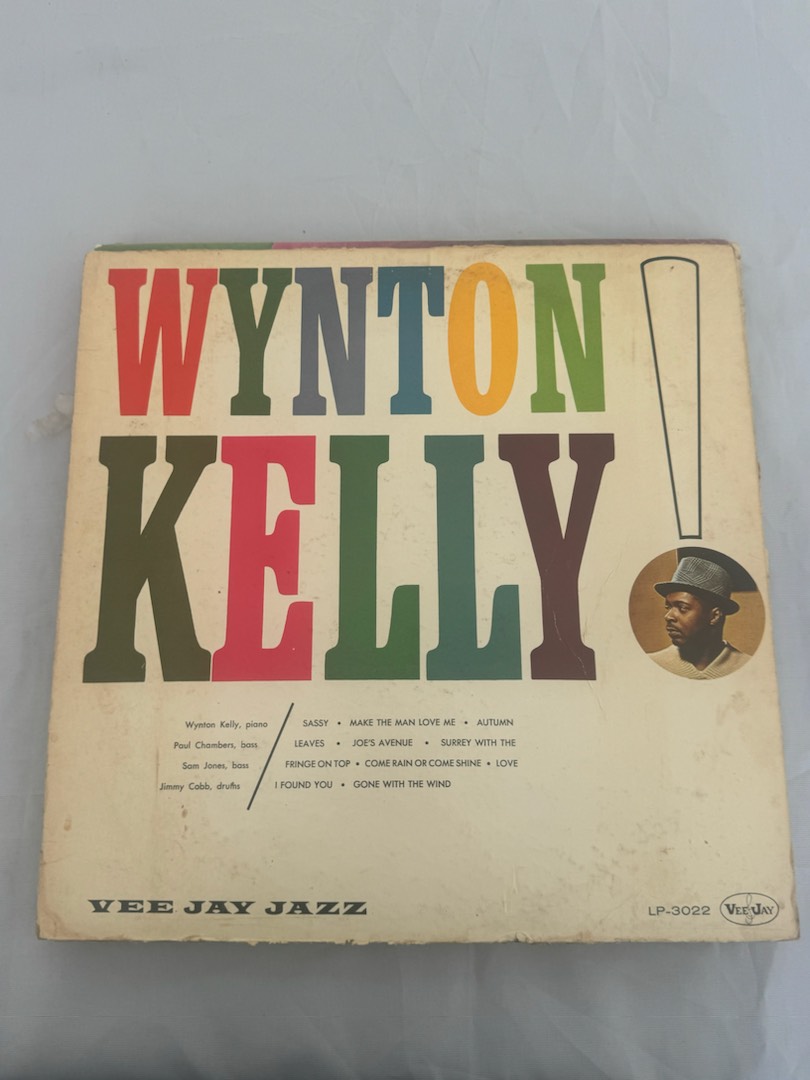 WYNTON
KELLY!
Wynton Kelly, piano
Paul Chambers, bass
Sam Jones, bass
Jimmy Cobb, drums
SASSY • MAKE THE MAN LOVE ME • AUTUMN
LEAVES • JOE'S AVENUE • SURREY WITH THE
FRINGE ON TOP • COME RAIN OR COME SHINE • LOVE
I FOUND YOU • GONE WITH THE WIND
VEE JAY JAZZ
LP-3022 VEE JAY